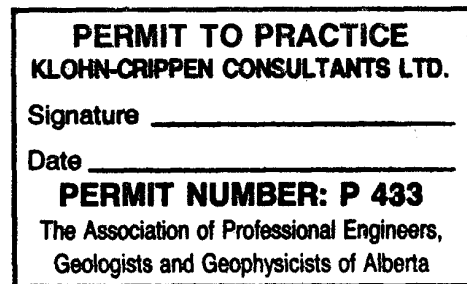 PERMIT TO PRACTICE
KLOHN-CRIPPEN CONSULTANTS LTD.
Signature
Date
PERMIT NUMBER: P 433
The Association of Professional Engineers,
Geologists and Geophysicists of Alberta